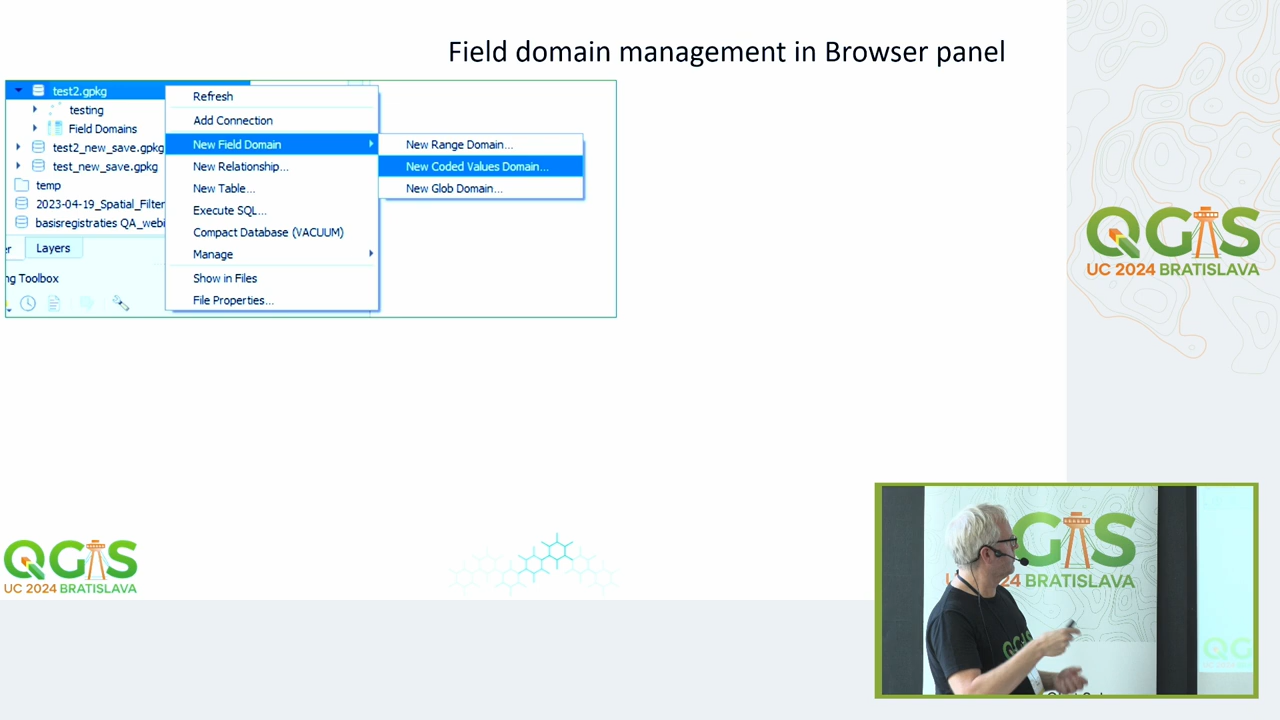 Field domain management in Browser panel
test2.gpkg
testing
Field Domains
test2_new_save.gpkg
test_new_save.gpkg
temp
2023-04-19_Spatial_Filter
basisregistraties QA_webi
Layers
ng Toolbox
Refresh
Add Connection
New Field Domain
New Relationship...
New Table...
Execute SQL...
Compact Database (VACUUM)
Manage
Show in Files
File Properties...
New Range Domain...
New Coded Values Domain...
New Glob Domain...
QGIS
UC 2024 BRATISLAVA
QGIS
UC 2024 BRATISLAVA
GIS
24 BRATISLAVA